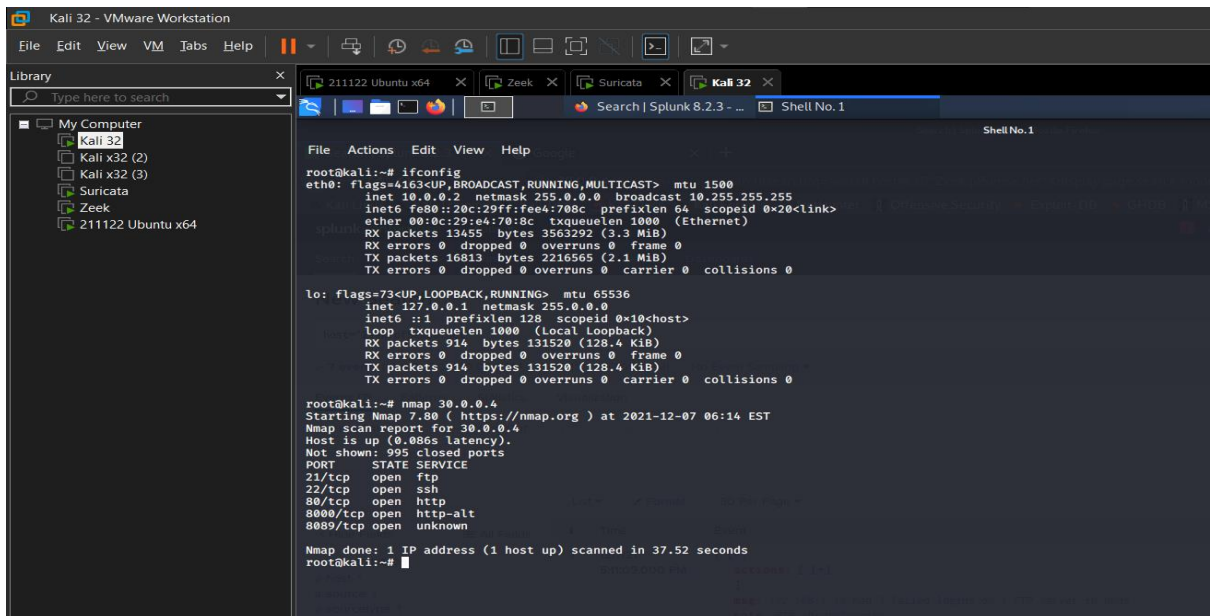 Kali 32 - VMware Workstation
File Edit View VM Tabs Help
Library
Type here to search
My Computer
Kali 32
Kali x32 (2)
Kali x32 (3)
Suricata
Zeek
211122 Ubuntu x64
211122 Ubuntu x64 Zeek Suricata Kali 32
Search | Splunk 8.2.3 - ... Shell No. 1
Shell No. 1
File Actions Edit View Help
root@kali:~# ifconfig
eth0: flags=4163<UP,BROADCAST,RUNNING,MULTICAST> mtu 1500
inet 10.0.0.2 netmask 255.0.0.0 broadcast 10.255.255.255
inet6 fe80::20c:29ff:fee4:708c prefixlen 64 scopeid 0×20<link>
ether 00:0c:29:e4:70:8c txqueuelen 1000 (Ethernet)
RX packets 13455 bytes 3563292 (3.3 MiB)
RX errors 0 dropped 0 overruns 0 frame 0
TX packets 16813 bytes 2216565 (2.1 MiB)
TX errors 0 dropped 0 overruns 0 carrier 0 collisions 0
lo: flags=73<UP,LOOPBACK,RUNNING> mtu 65536
inet 127.0.0.1 netmask 255.0.0.0
inet6 ::1 prefixlen 128 scopeid 0×10<host>
loop txqueuelen 1000 (Local Loopback)
RX packets 914 bytes 131520 (128.4 KiB)
RX errors 0 dropped 0 overruns 0 frame 0
TX packets 914 bytes 131520 (128.4 KiB)
TX errors 0 dropped 0 overruns 0 carrier 0 collisions 0
root@kali:~# nmap 30.0.0.4
Starting Nmap 7.80 ( https://nmap.org ) at 2021-12-07 06:14 EST
Nmap scan report for 30.0.0.4
Host is up (0.086s latency).
Not shown: 995 closed ports
PORT STATE SERVICE
21/tcp open ftp
22/tcp open ssh
80/tcp open http
8000/tcp open http-alt
8089/tcp open unknown
Nmap done: 1 IP address (1 host up) scanned in 37.52 seconds
root@kali:~#